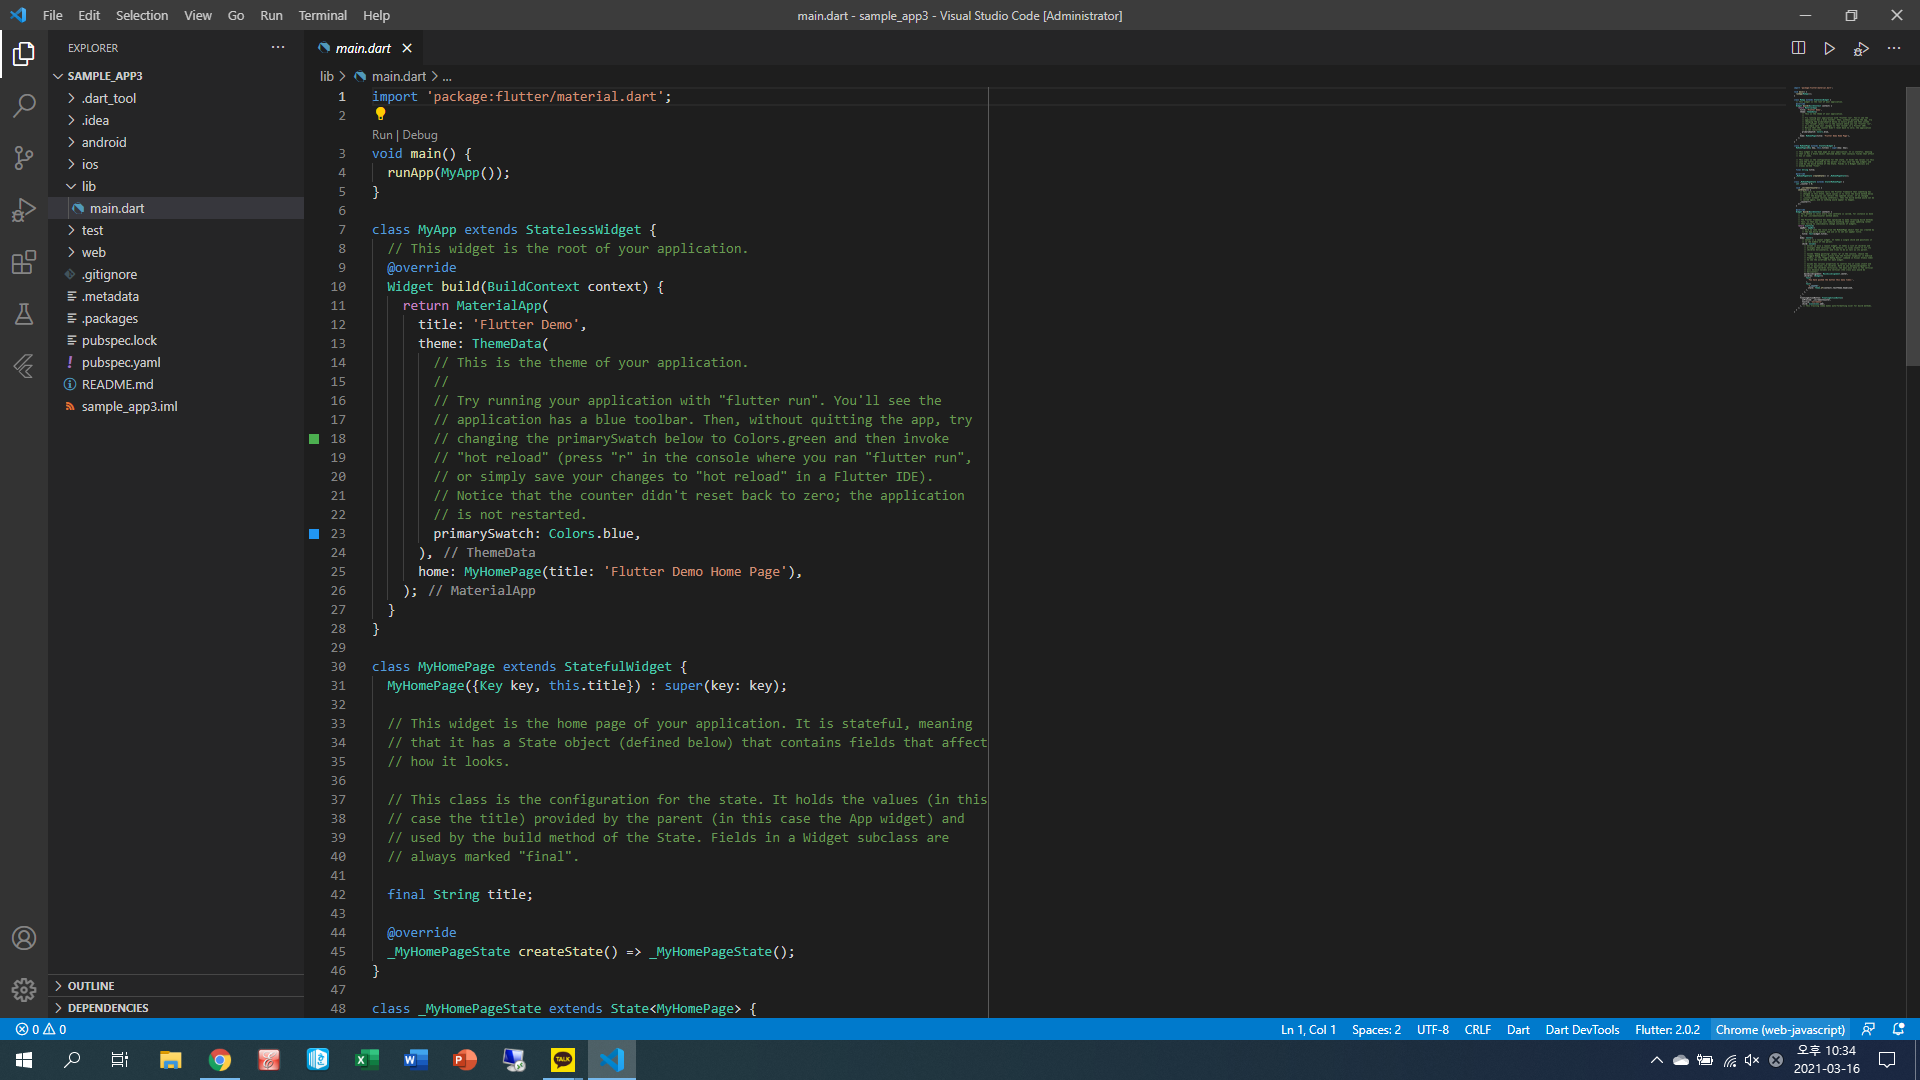 File Edit Selection View Go Run Terminal Help
main.dart - sample_app3 - Visual Studio Code [Administrator]
EXPLORER
SAMPLE_APP3
.dart_tool
.idea
android
ios
lib
main.dart
test
web
.gitignore
.metadata
.packages
pubspec.lock
pubspec.yaml
README.md
sample_app3.iml
OUTLINE
DEPENDENCIES
main.dart
lib > main.dart > ...
1 import 'package:flutter/material.dart';
2
Run | Debug
3 void main() {
4 runApp(MyApp());
5 }
6
7 class MyApp extends StatelessWidget {
8 // This widget is the root of your application.
9 @override
10 Widget build(BuildContext context) {
11 return MaterialApp(
12 title: 'Flutter Demo',
13 theme: ThemeData(
14 // This is the theme of your application.
15 //
16 // Try running your application with "flutter run". You'll see the
17 // application has a blue toolbar. Then, without quitting the app, try
18 // changing the primarySwatch below to Colors.green and then invoke
19 // "hot reload" (press "r" in the console where you ran "flutter run",
20 // or simply save your changes to "hot reload" in a Flutter IDE).
21 // Notice that the counter didn't reset back to zero; the application
22 // is not restarted.
23 primarySwatch: Colors.blue,
24 ), // ThemeData
25 home: MyHomePage(title: 'Flutter Demo Home Page'),
26 ); // MaterialApp
27 }
28 }
29
30 class MyHomePage extends StatefulWidget {
31 MyHomePage({Key key, this.title}) : super(key: key);
32
33 // This widget is the home page of your application. It is stateful, meaning
34 // that it has a State object (defined below) that contains fields that affect
35 // how it looks.
36
37 // This class is the configuration for the state. It holds the values (in this
38 // case the title) provided by the parent (in this case the App widget) and
39 // used by the build method of the State. Fields in a Widget subclass are
40 // always marked "final".
41
42 final String title;
43
44 @override
45 _MyHomePageState createState() => _MyHomePageState();
46 }
47
48 class _MyHomePageState extends State<MyHomePage> {
0 0
Ln 1, Col 1 Spaces: 2 UTF-8 CRLF Dart Dart DevTools Flutter: 2.0.2 Chrome (web-javascript)
TALK
오후 10:34
2021-03-16